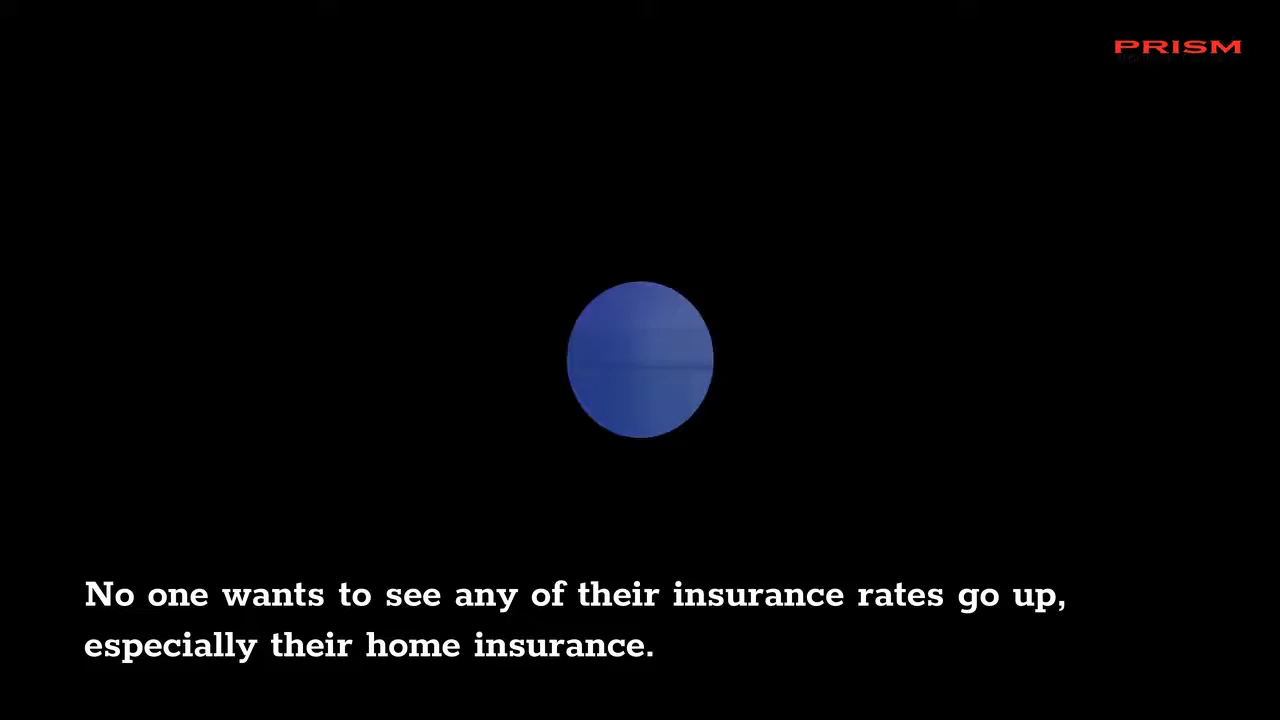 PRISM
No one wants to see any of their insurance rates go up,
especially their home insurance.